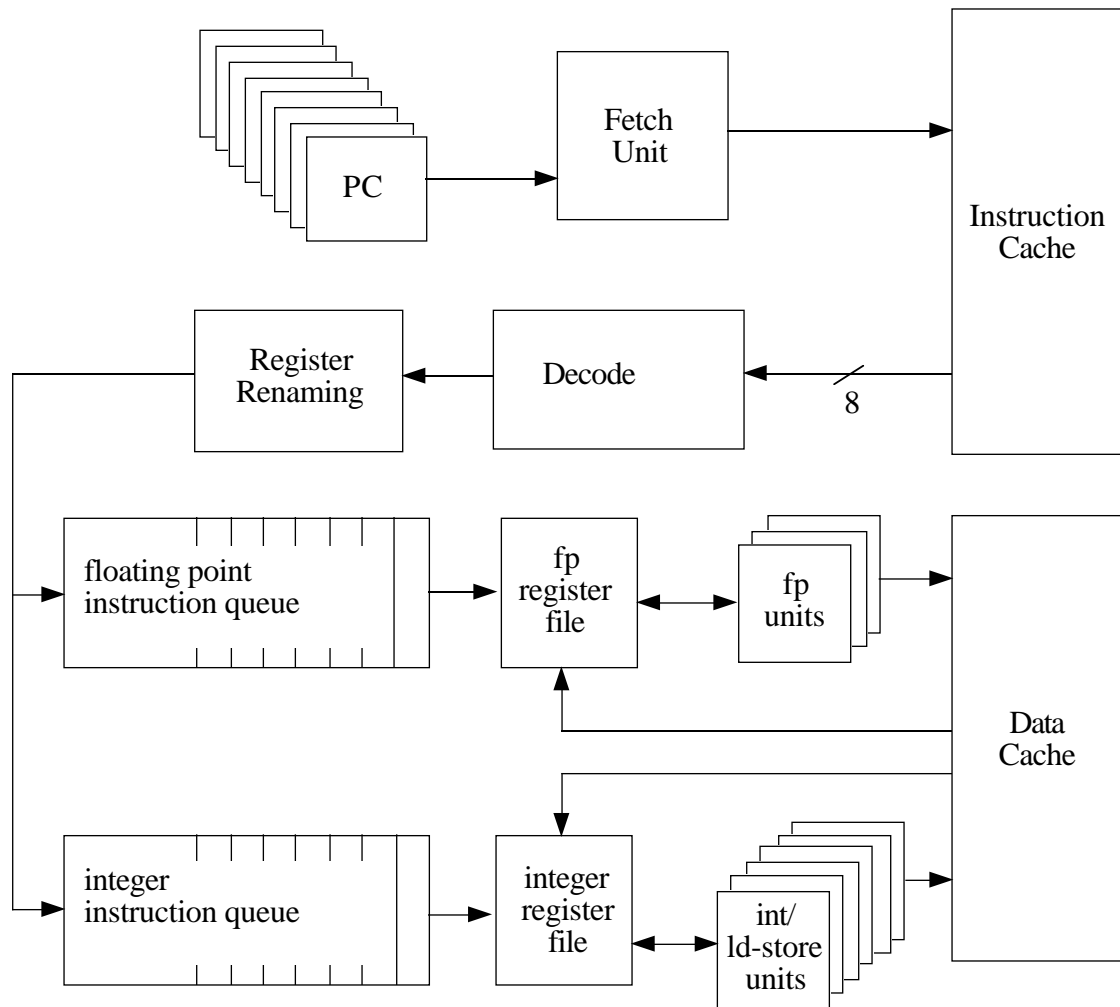 PC
Fetch
Unit
Instruction
Cache
Register
Renaming
Decode
8
floating point
instruction queue
fp
register
file
fp
units
Data
Cache
integer
instruction queue
integer
register
file
int/
ld-store
units